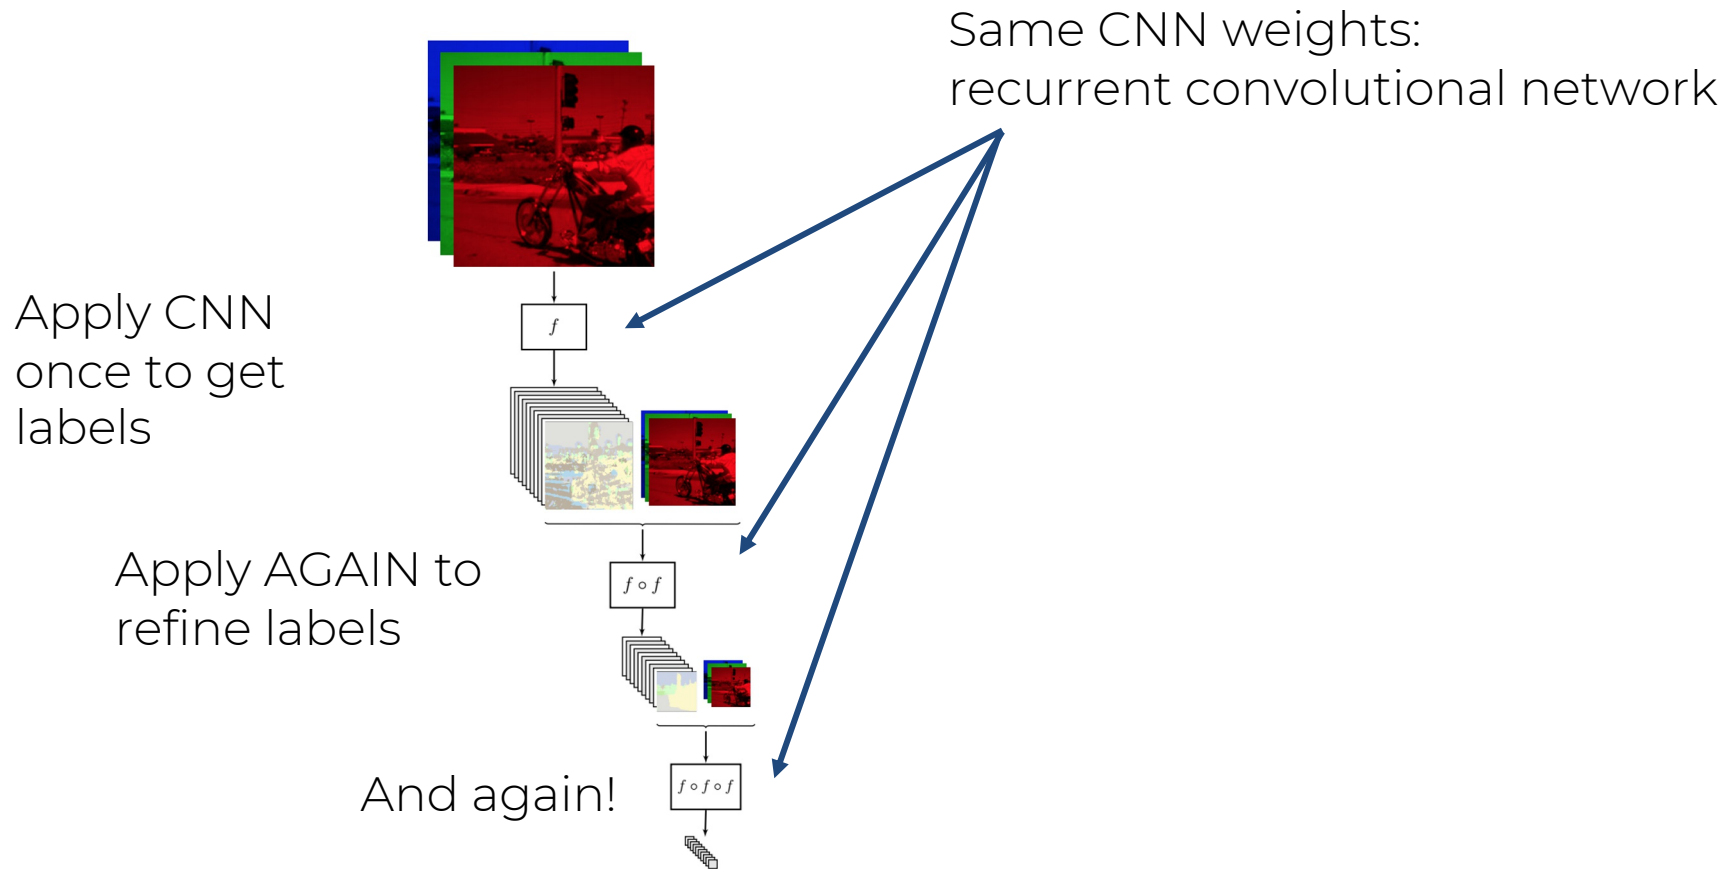 Same CNN weights:
recurrent convolutional network
f
Apply CNN
once to get
labels
f ∘ f
Apply AGAIN to
refine labels
f ∘ f ∘ f
And again!